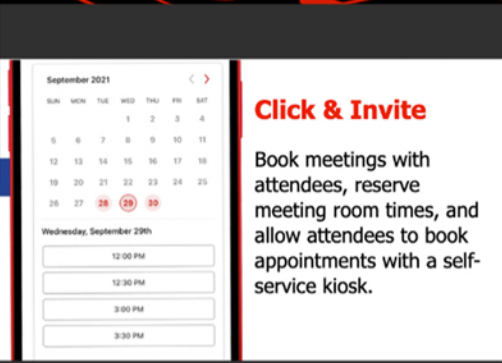 September 2021 < >
SUN MON TUE WED THU FRI SAT
1 2 3 4
5 6 7 8 9 10 11
12 13 14 15 16 17 18
19 20 21 22 23 24 25
26 27 28 29 30
Wednesday, September 29th
12:00 PM
12:30 PM
3:00 PM
3:30 PM
Click & Invite
Book meetings with
attendees, reserve
meeting room times, and
allow attendees to book
appointments with a self-
service kiosk.